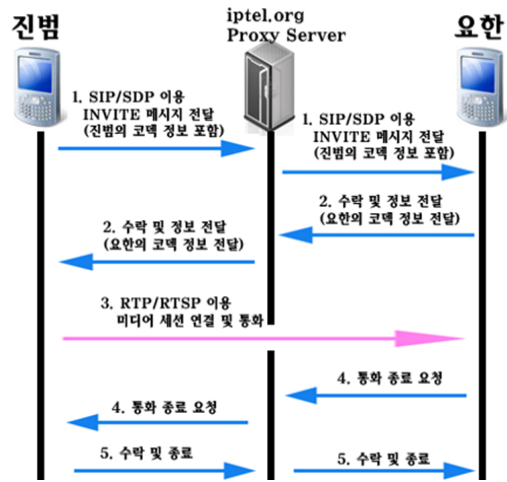 진범
iptel.org
Proxy Server
요한
1. SIP/SDP 이용
INVITE 메시지 전달
(진범의 코덱 정보 포함)
1. SIP/SDP 이용
INVITE 메시지 전달
(진범의 코덱 정보 포함)
2. 수락 및 정보 전달
(요한의 코덱 정보 전달)
2. 수락 및 정보 전달
(요한의 코덱 정보 전달)
3. RTP/RTSP 이용
미디어 세션 연결 및 통화
4. 통화 종료 요청
4. 통화 종료 요청
5. 수락 및 종료
5. 수락 및 종료